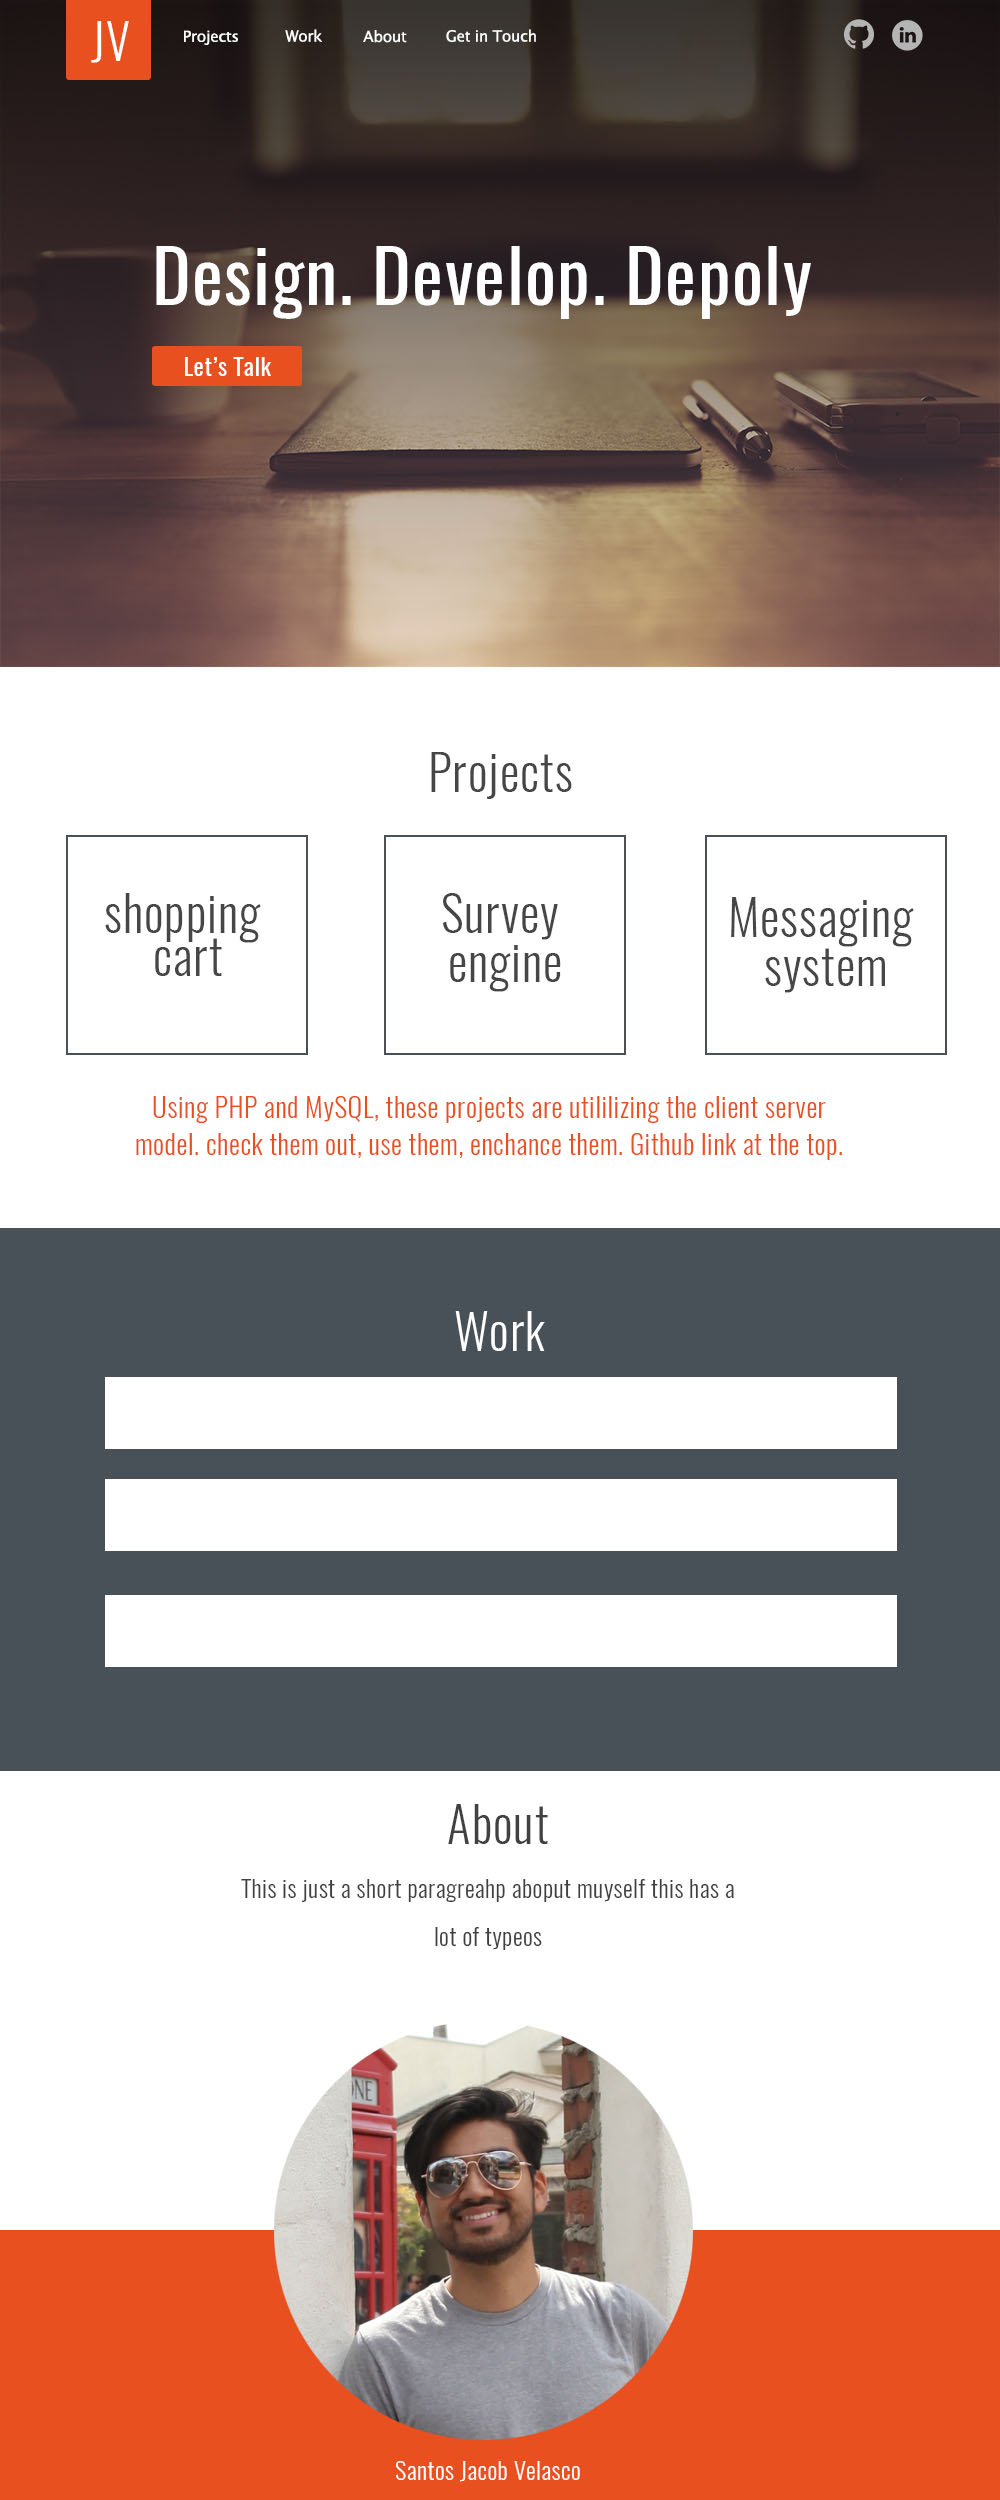 JV
Projects Work About Get in Touch
in
Design. Develop. Depoly
Let's Talk
Projects
shopping
cart
Survey
engine
Messaging
system
Using PHP and MySQL, these projects are utililizing the client server
model. check them out, use them, enchance them. Github link at the top.
Work
About
This is just a short paragreahp aboput muyself this has a
lot of typeos
ONE
Santos Jacob Velasco